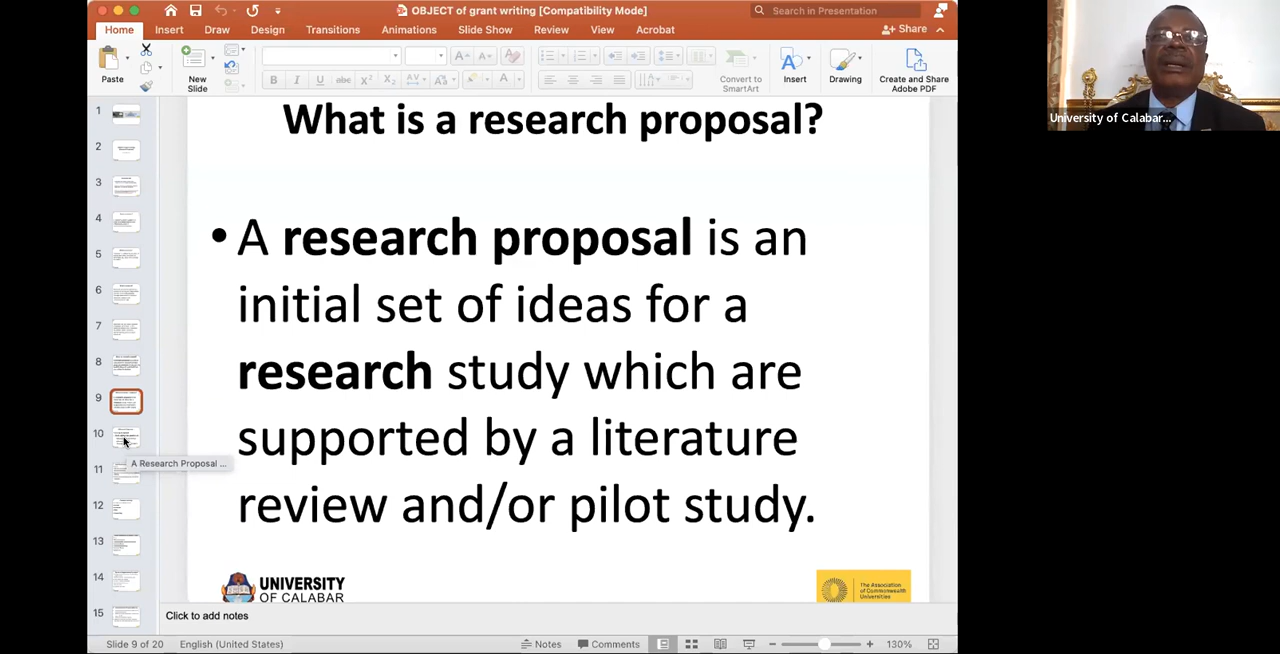 OBJECT of grant writing [Compatibility Mode]
Search in Presentation
Home Insert Draw Design Transitions Animations Slide Show Review View Acrobat
Share
Paste
New Slide
Convert to SmartArt
Insert
Drawing
Create and Share Adobe PDF
What is a research proposal?
• A research proposal is an
initial set of ideas for a
research study which are
supported by a literature
review and/or pilot study.
UNIVERSITY
OF CALABAR
The Association
of Commonwealth
Universities
1
2
3
4
5
6
7
8
9
10
A Research Proposal ...
11
12
13
14
15
Click to add notes
Slide 9 of 20 English (United States) Notes Comments 130%
University of Calabar...